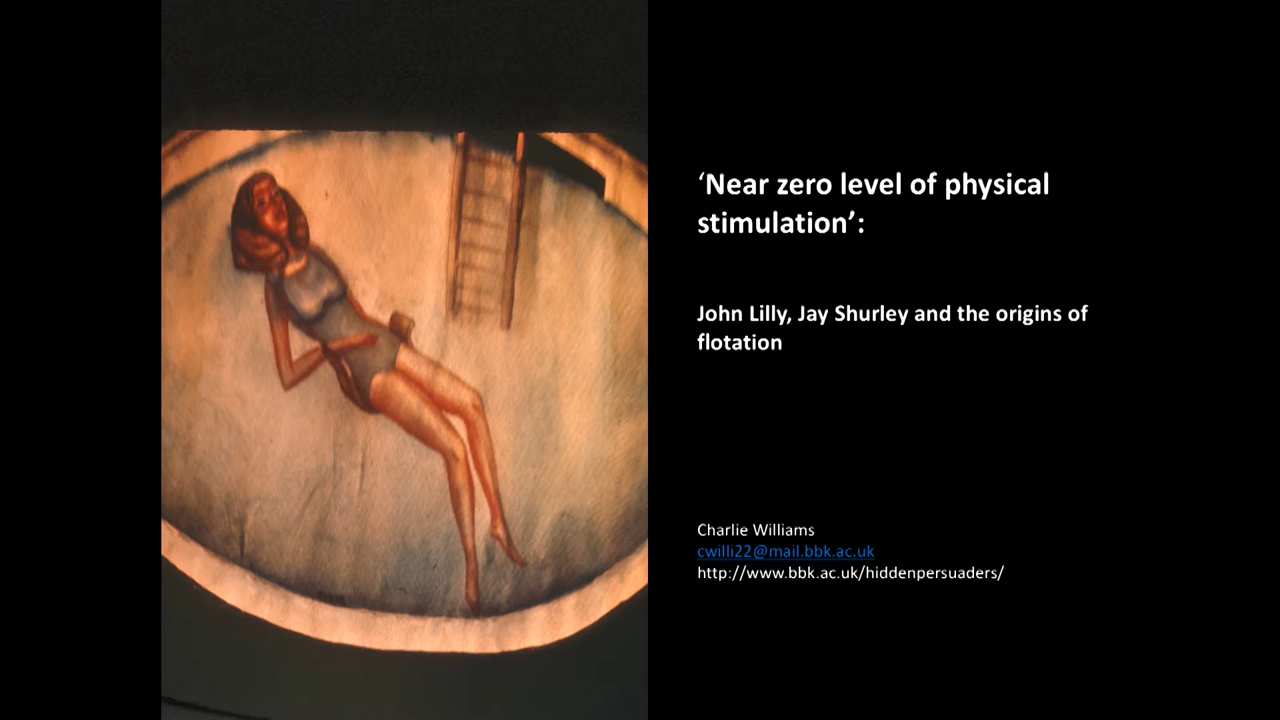 ‘Near zero level of physical
stimulation’:
John Lilly, Jay Shurley and the origins of
flotation
Charlie Williams
cwilli22@mail.bbk.ac.uk
http://www.bbk.ac.uk/hiddenpersuaders/